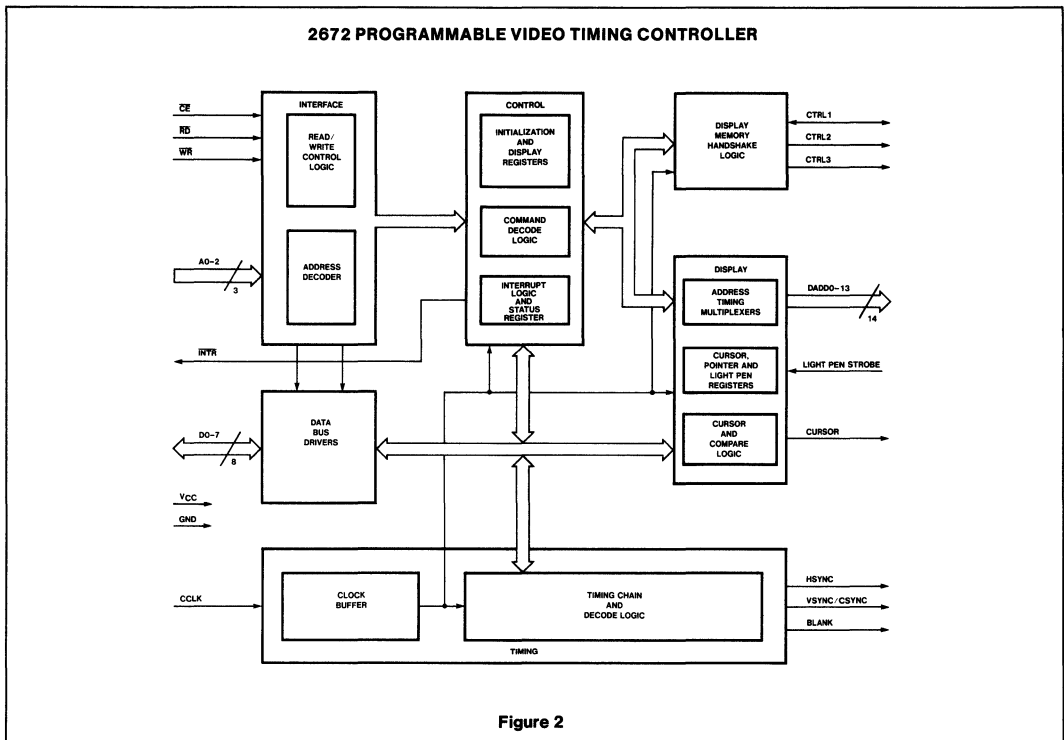 2672 PROGRAMMABLE VIDEO TIMING CONTROLLER
CE
RD
WR
A0-2
3
INTR
D0-7
8
VCC
GND
CCLK
INTERFACE
READ/
WRITE
CONTROL
LOGIC
ADDRESS
DECODER
DATA
BUS
DRIVERS
CONTROL
INITIALIZATION
AND
DISPLAY
REGISTERS
COMMAND
DECODE
LOGIC
INTERRUPT
LOGIC
AND
STATUS
REGISTER
DISPLAY
MEMORY
HANDSHAKE
LOGIC
CTRL1
CTRL2
CTRL3
DISPLAY
ADDRESS
TIMING
MULTIPLEXERS
CURSOR,
POINTER AND
LIGHT PEN
REGISTERS
CURSOR
AND
COMPARE
LOGIC
DADD0-13
14
LIGHT PEN STROBE
CURSOR
CLOCK
BUFFER
TIMING CHAIN
AND
DECODE LOGIC
TIMING
HSYNC
VSYNC/CSYNC
BLANK
Figure 2